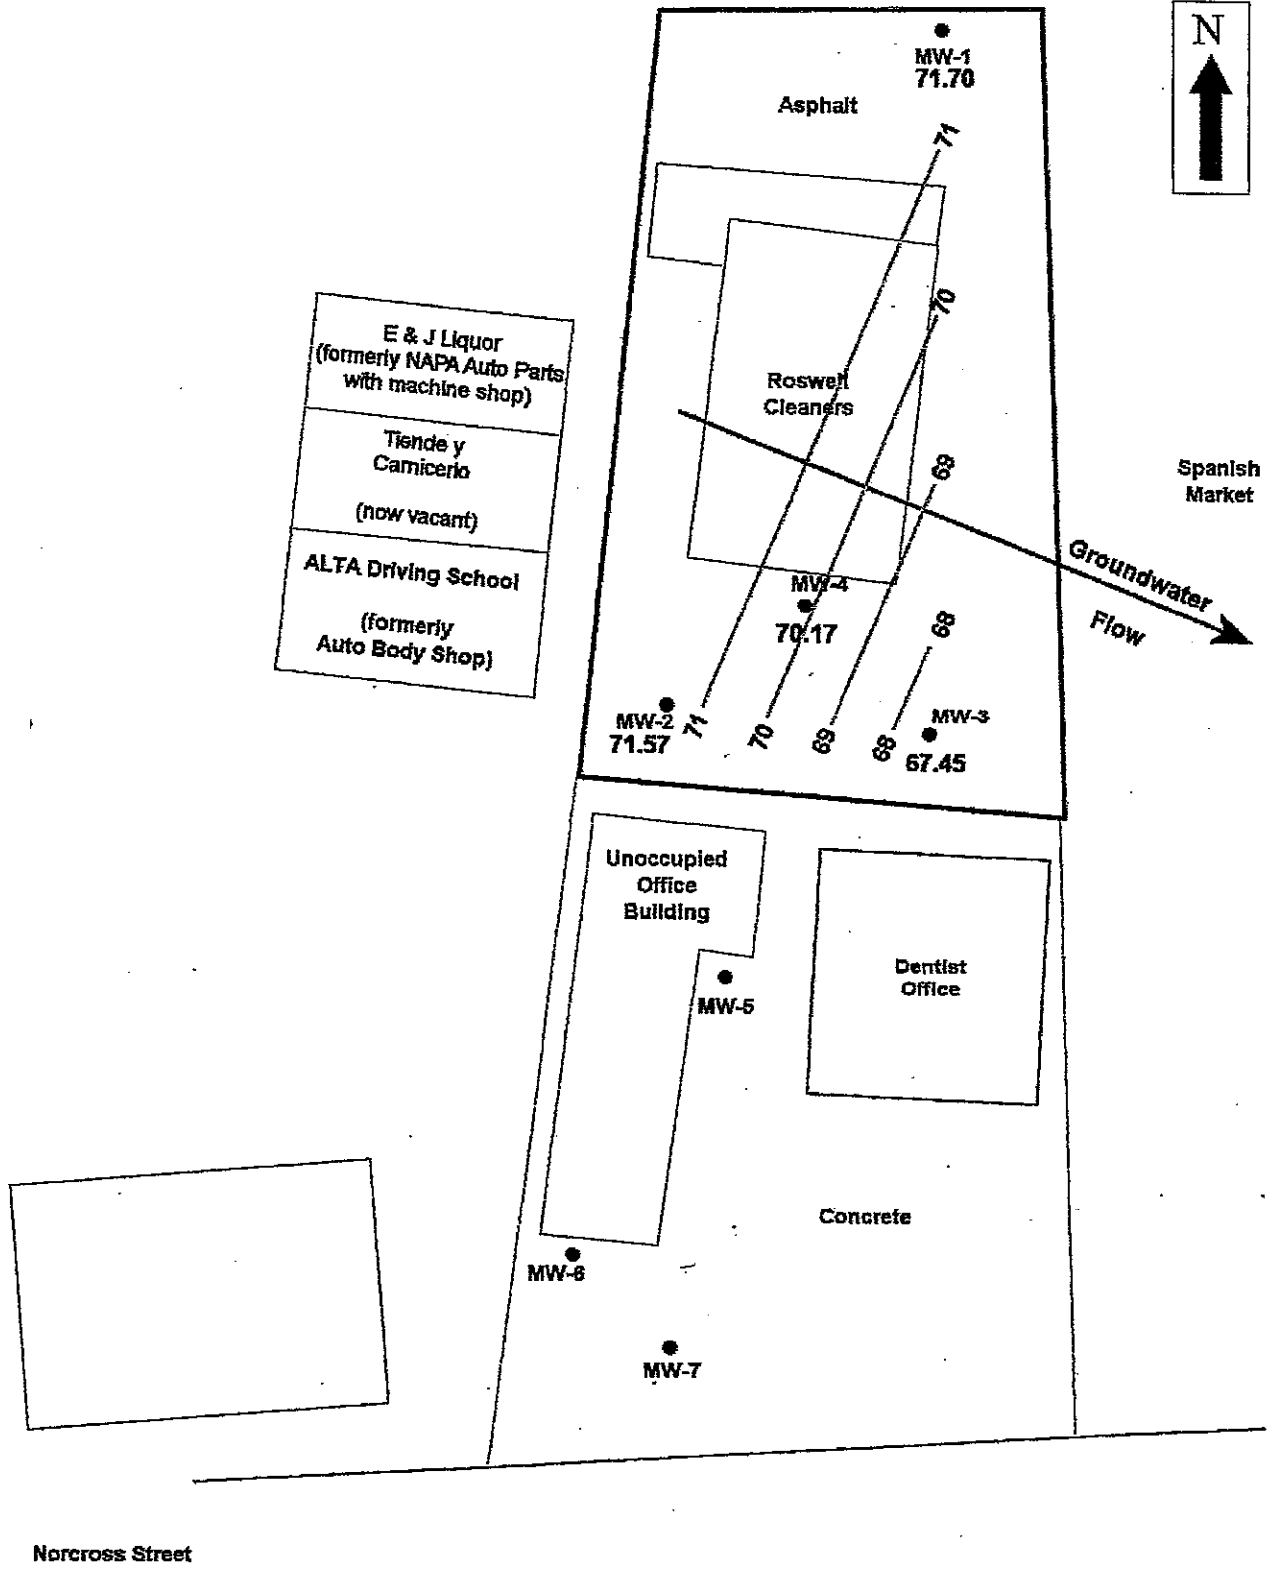 N
MW-1
71.70
Asphalt
71
70
E & J Liquor
(formerly NAPA Auto Parts
with machine shop)
Roswell
Cleaners
Tiende y
Carnicerio
(now vacant)
69
Spanish
Market
ALTA Driving School
(formerly
Auto Body Shop)
Groundwater
Flow
MW-4
70.17
68
MW-2
71.57
71
70
69
68
MW-3
67.45
Unoccupied
Office
Building
Dentist
Office
MW-5
Concrete
MW-6
MW-7
Norcross Street